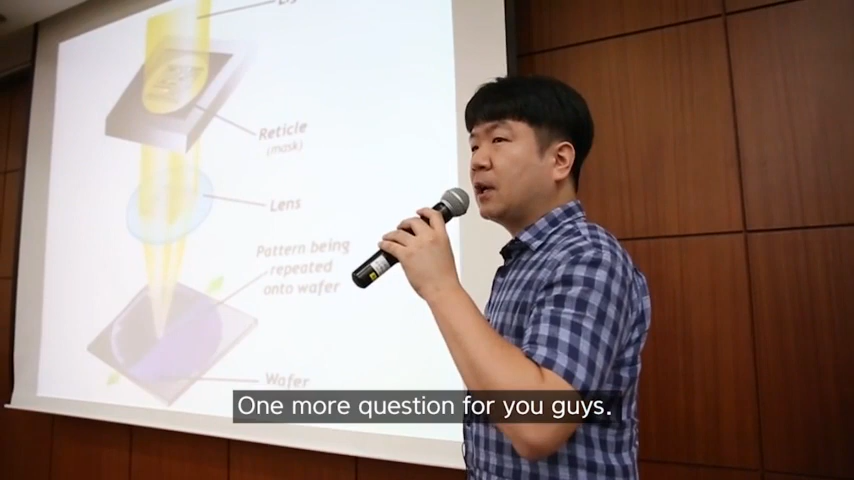 Reticle
(mask)
Lens
Pattern being
repeated
onto wafer
Wafer
One more question for you guys.